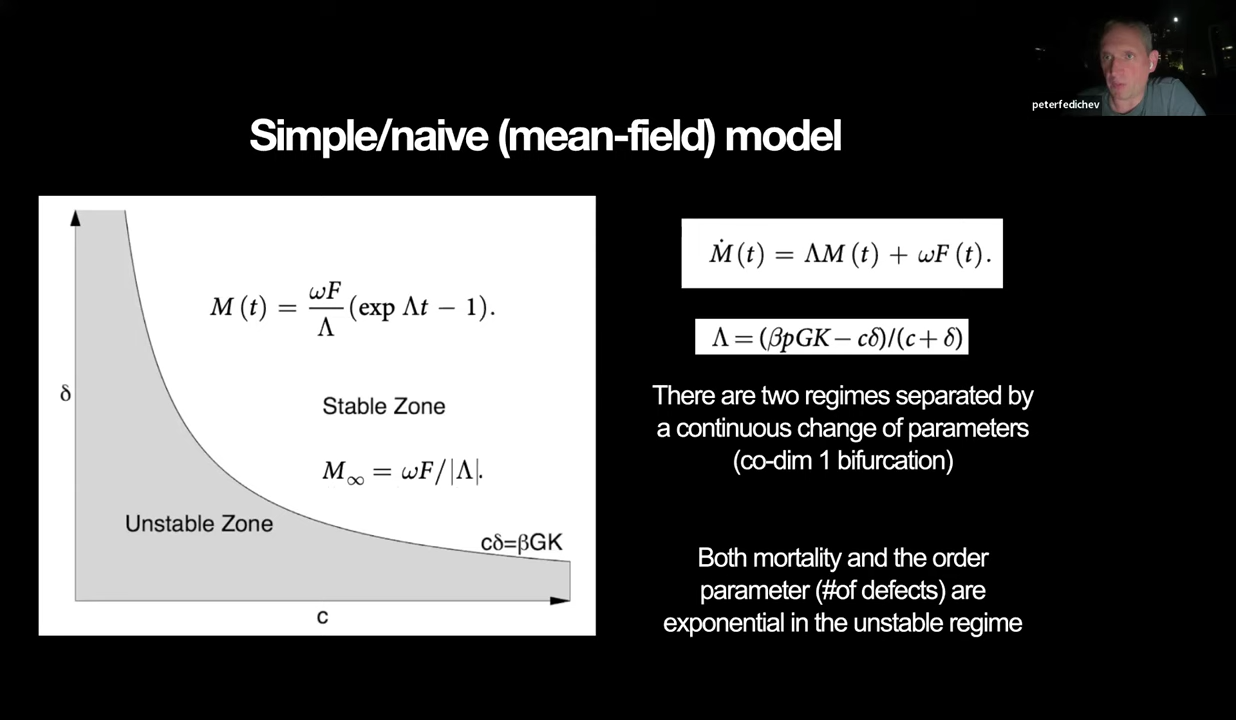 peterfedichev
Simple/naive (mean-field) model
M (t) = ωF/Λ (exp Λt − 1).
δ
Stable Zone
M∞ = ωF/|Λ|.
Unstable Zone
cδ=βGK
c
Ṁ(t) = ΛM (t) + ωF (t).
Λ=(βpGK− cδ)/(c+ δ)
There are two regimes separated by
a continuous change of parameters
(co-dim 1 bifurcation)
Both mortality and the order
parameter (#of defects) are
exponential in the unstable regime